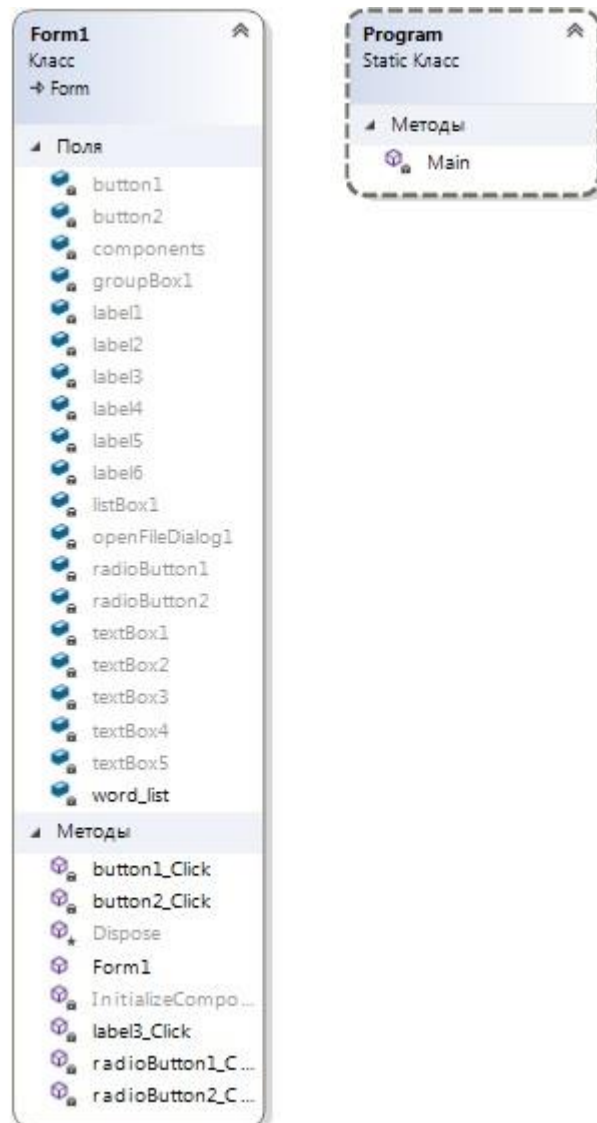 Form1
Класс
Form
Поля
button1
button2
components
groupBox1
label1
label2
label3
label4
label5
label6
listBox1
openFileDialog1
radioButton1
radioButton2
textBox1
textBox2
textBox3
textBox4
textBox5
word_list
Методы
button1_Click
button2_Click
Dispose
Form1
InitializeCompo...
label3_Click
radioButton1_C...
radioButton2_C...
Program
Static Класс
Методы
Main